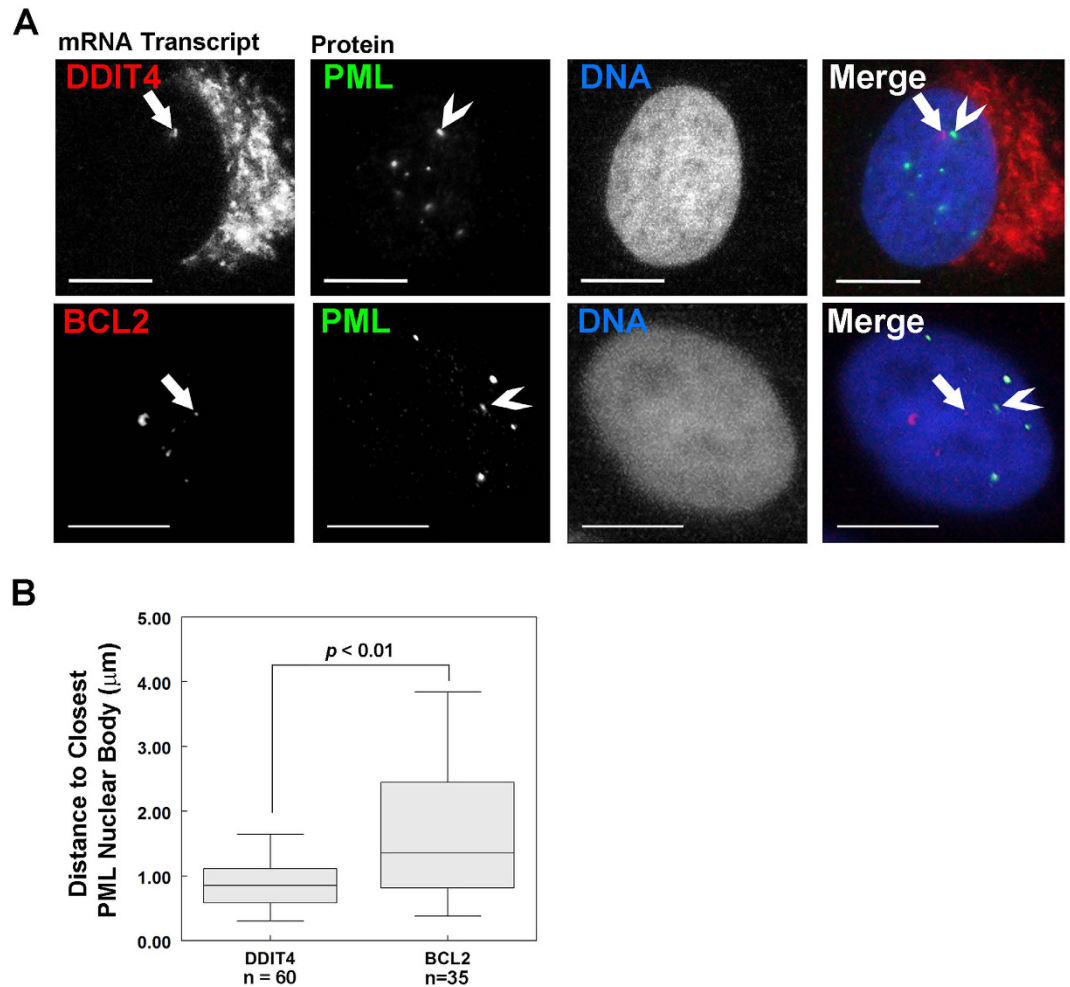 A
mRNA Transcript Protein
DDIT4 PML DNA Merge
BCL2 PML DNA Merge
B
Distance to Closest
PML Nuclear Body (μm)
5.00
4.00
3.00
2.00
1.00
0.00
p < 0.01
DDIT4 BCL2
n = 60 n=35